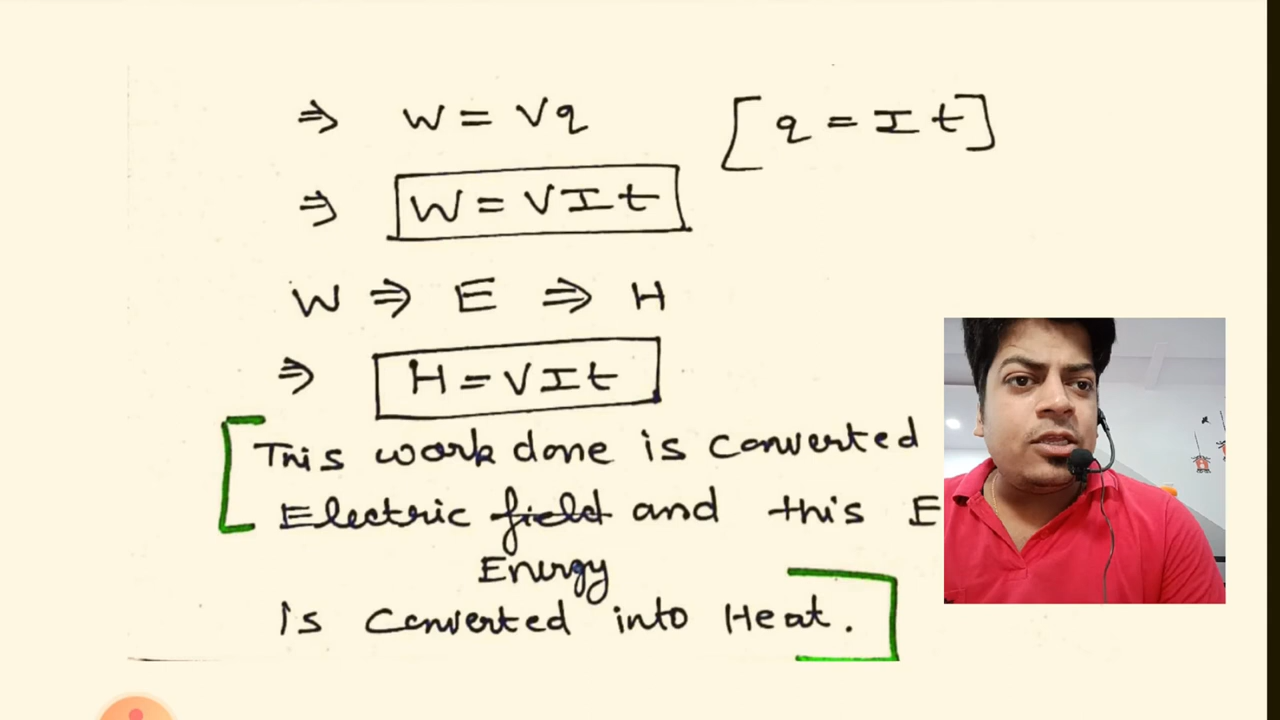 ⇒ W = Vq [q = It]
⇒ W = VIt
W ⇒ E ⇒ H
⇒ H = VIt
This work done is converted
Electric field and this E
Energy
is converted into Heat.